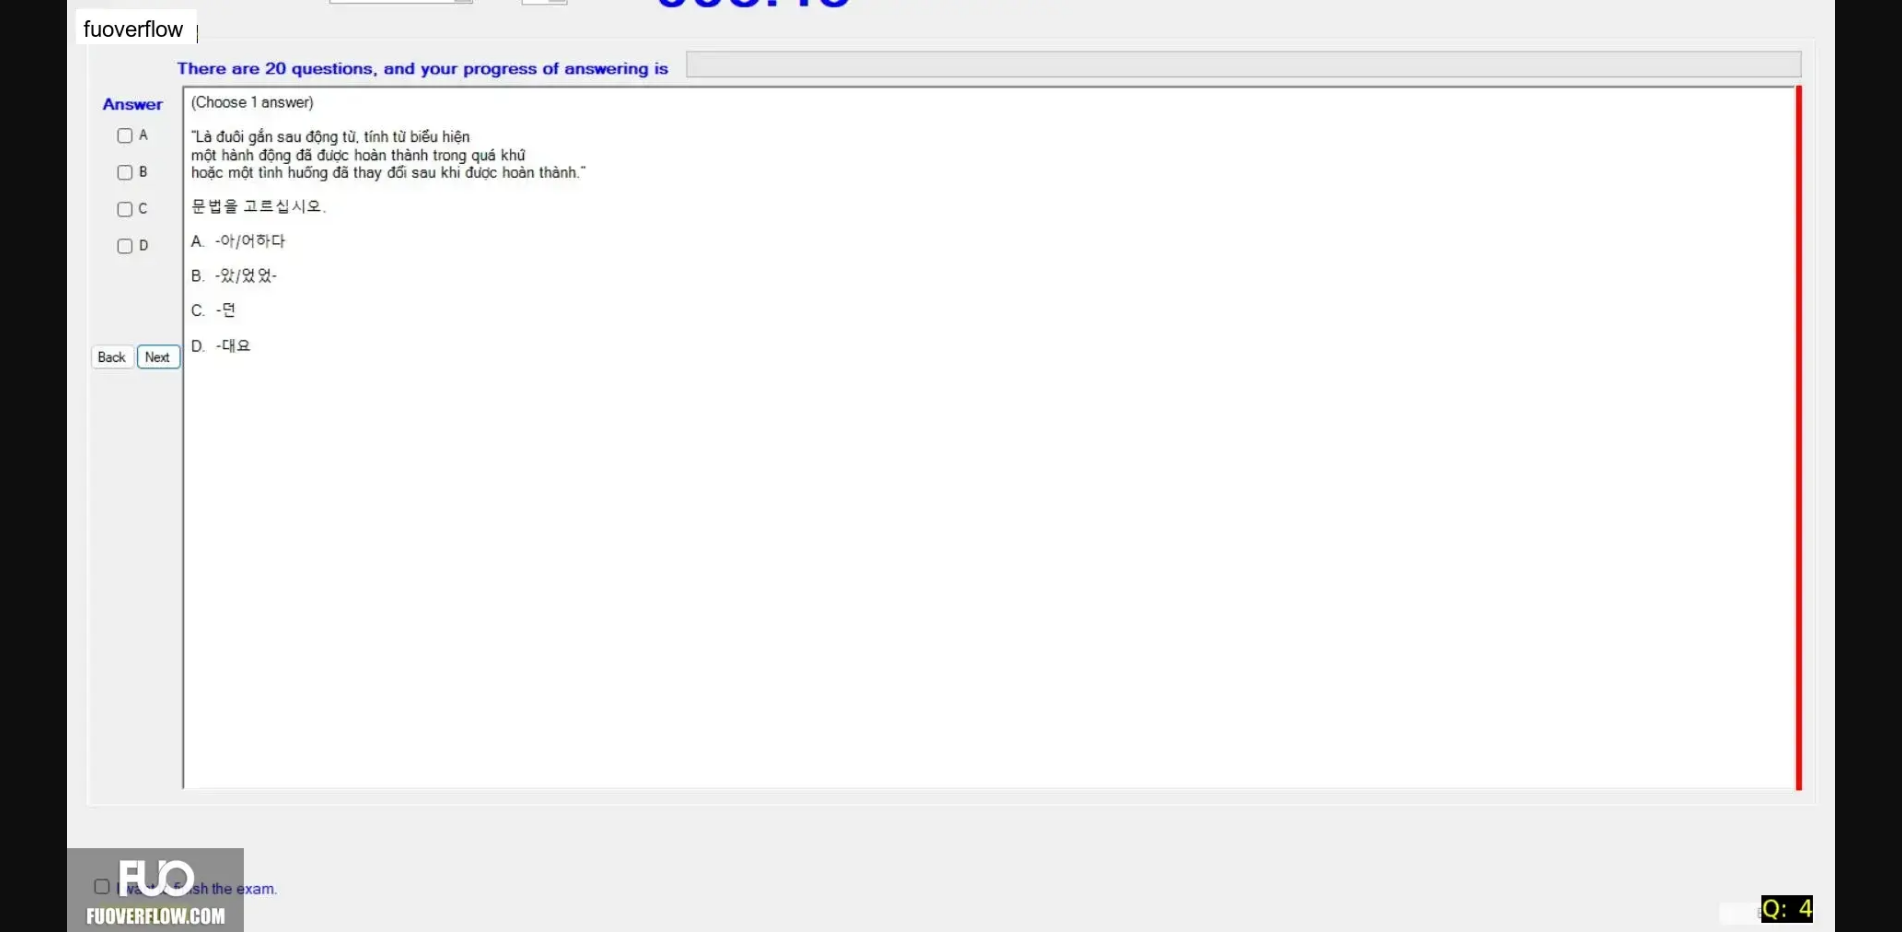 fuoverflow
There are 20 questions, and your progress of answering is
Answer
(Choose 1 answer)
A
"Là đuôi gắn sau động từ, tính từ biểu hiện
một hành động đã được hoàn thành trong quá khứ
B
hoặc một tình huống đã thay đổi sau khi được hoàn thành."
C
문법을 고르십시오.
D
A. -아/어하다
B. -았/었었-
C. -던
D. -대요
Back
Next
FUO
finish the exam.
FUOVERFLOW.COM
Q: 4